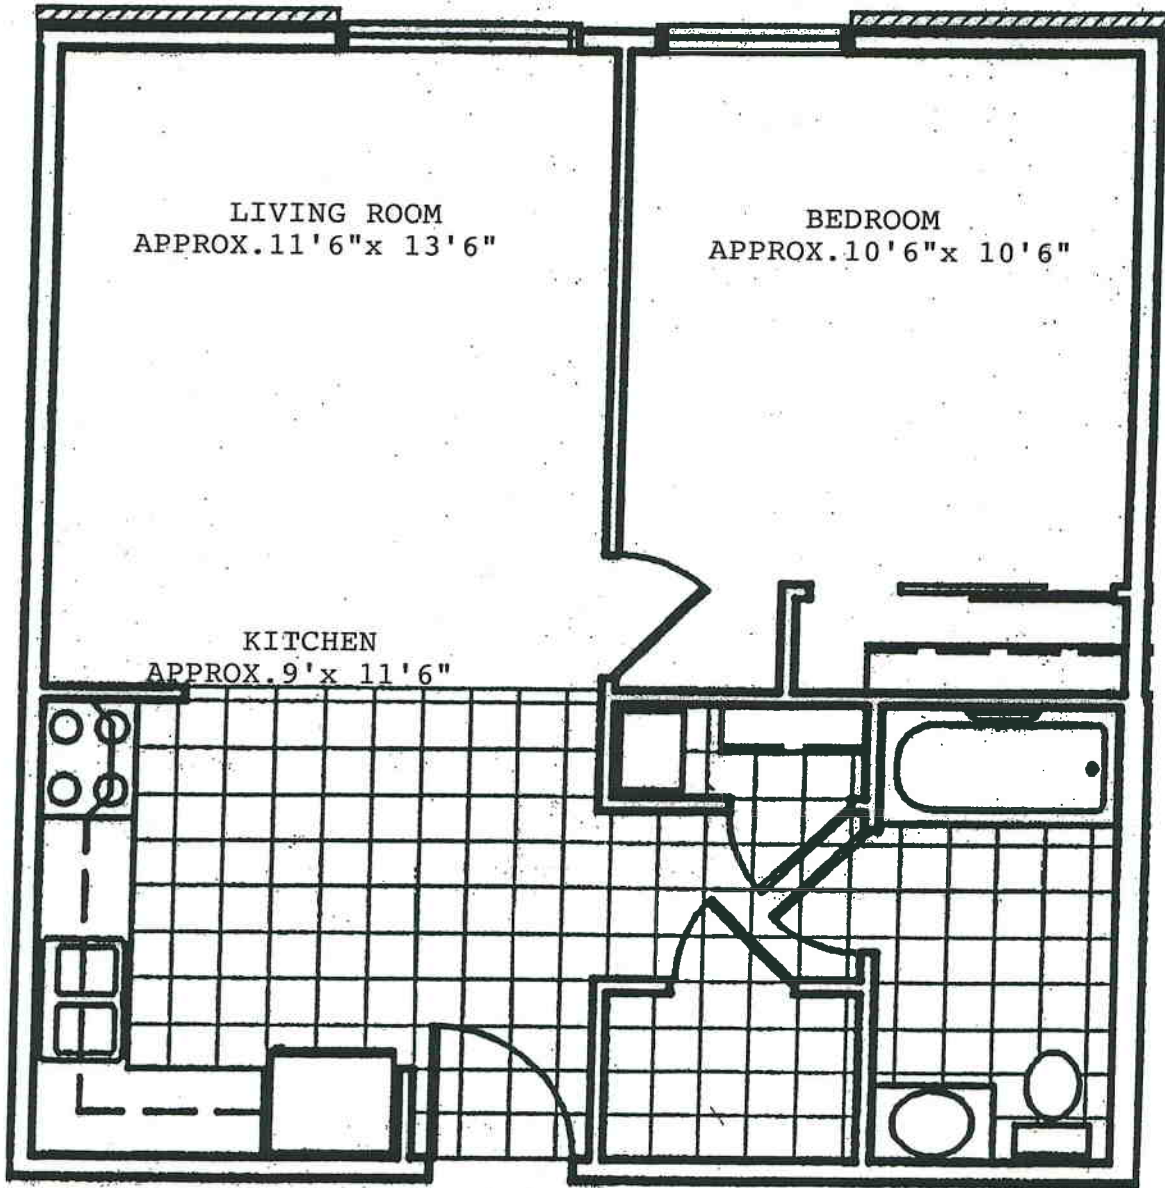 LIVING ROOM
APPROX.11'6"x 13'6"
BEDROOM
APPROX.10'6"x 10'6"
KITCHEN
APPROX.9'x 11'6"